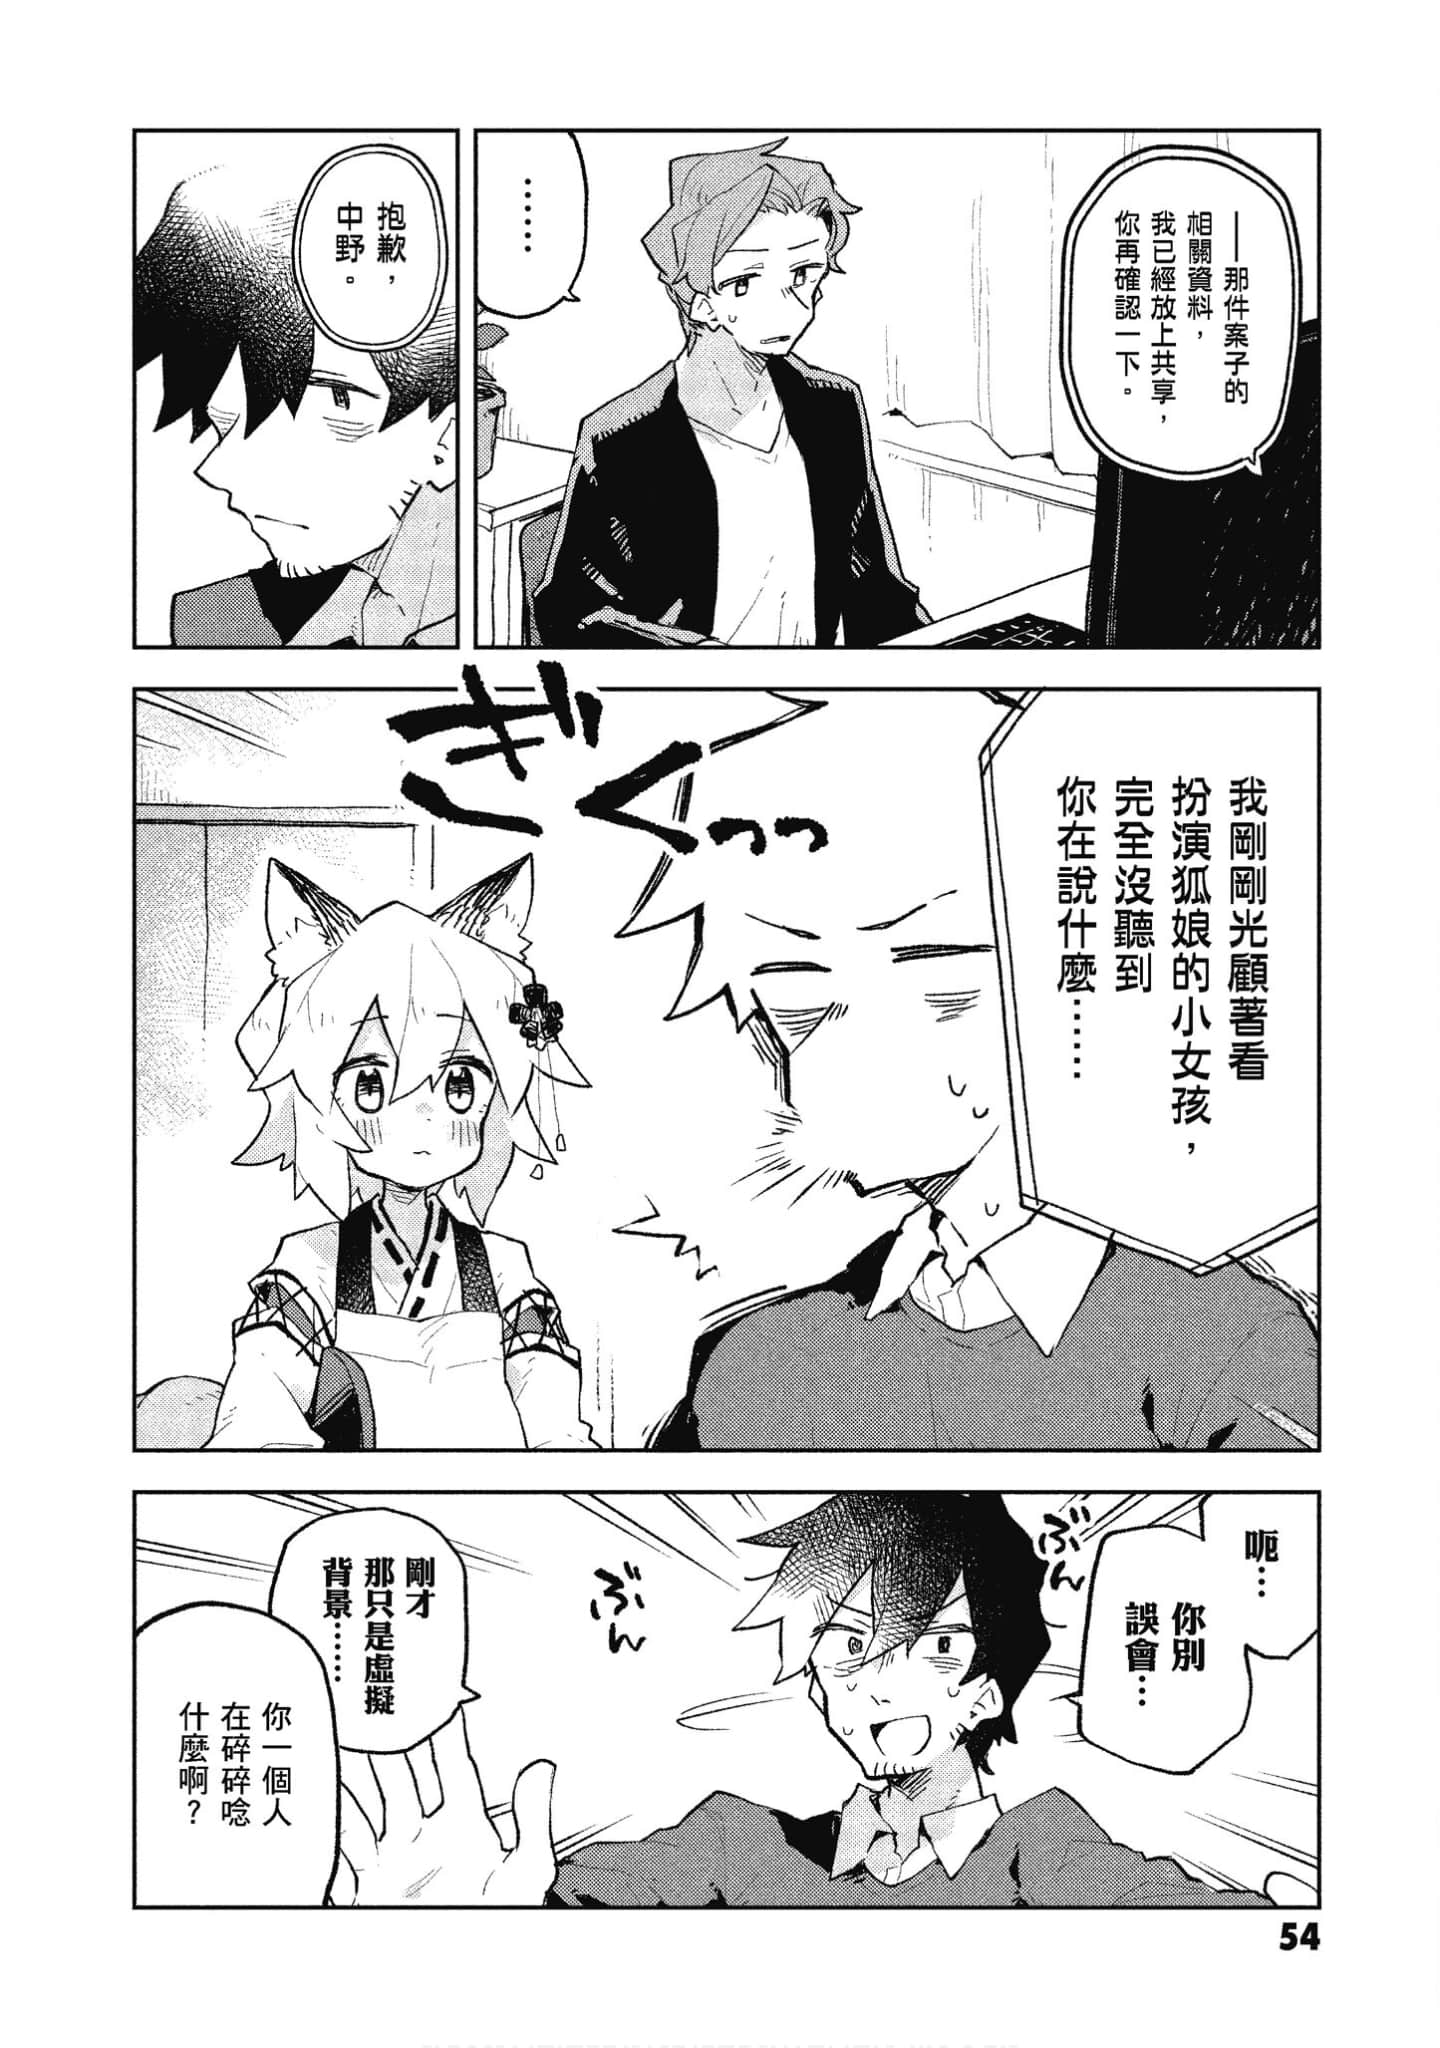 ——那件案子的
相關資料，
我已經放上共享，
你再確認一下。
……
抱歉，
中野。
我剛剛光顧著看
扮演狐娘的小女孩，
完全沒聽到
你在說什麼……
ぎくっっ
呃…
你別
誤會…
ぶんっ
ぶんっ
剛才
那只是虛擬
背景……
你一個人
在碎碎唸
什麼啊？
54